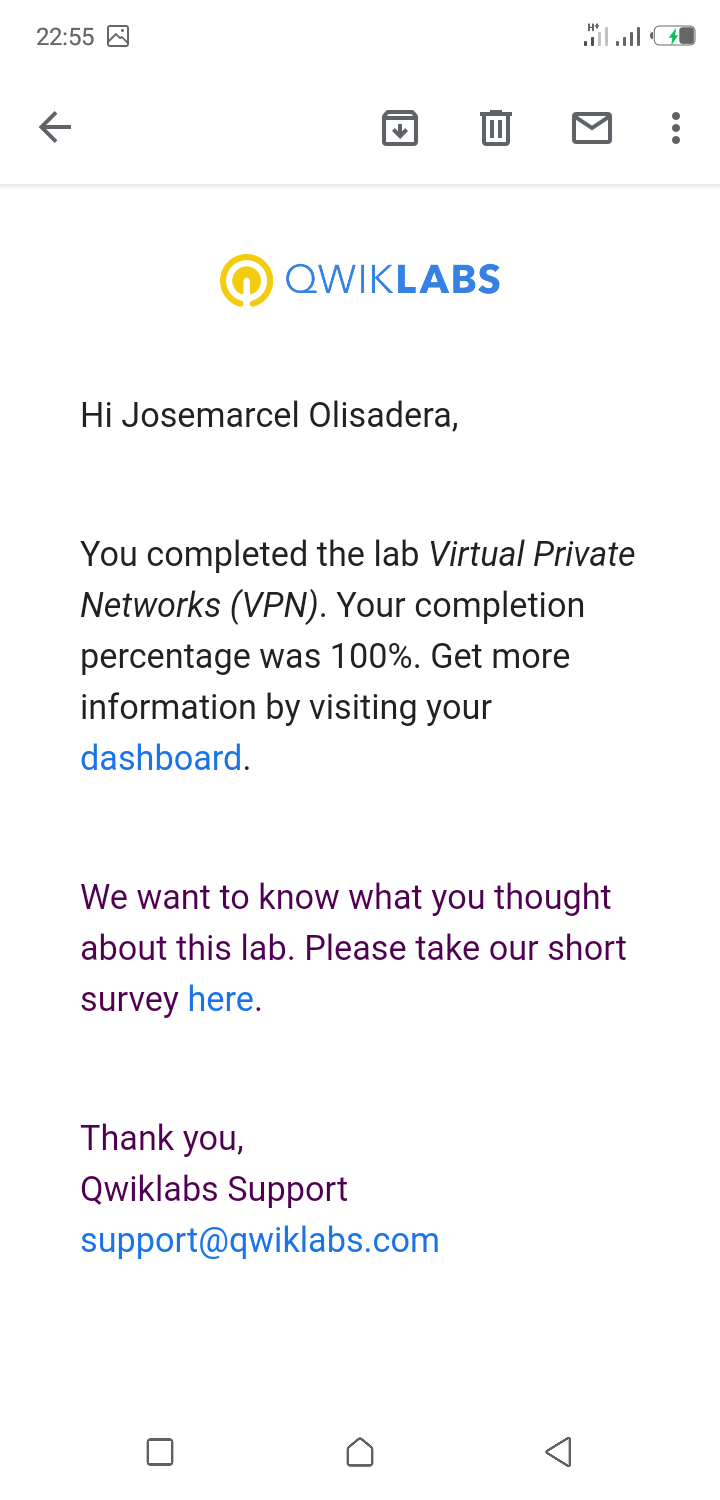 22:55
H+
QWIKLABS
Hi Josemarcel Olisadera,
You completed the lab Virtual Private
Networks (VPN). Your completion
percentage was 100%. Get more
information by visiting your
dashboard.
We want to know what you thought
about this lab. Please take our short
survey here.
Thank you,
Qwiklabs Support
support@qwiklabs.com